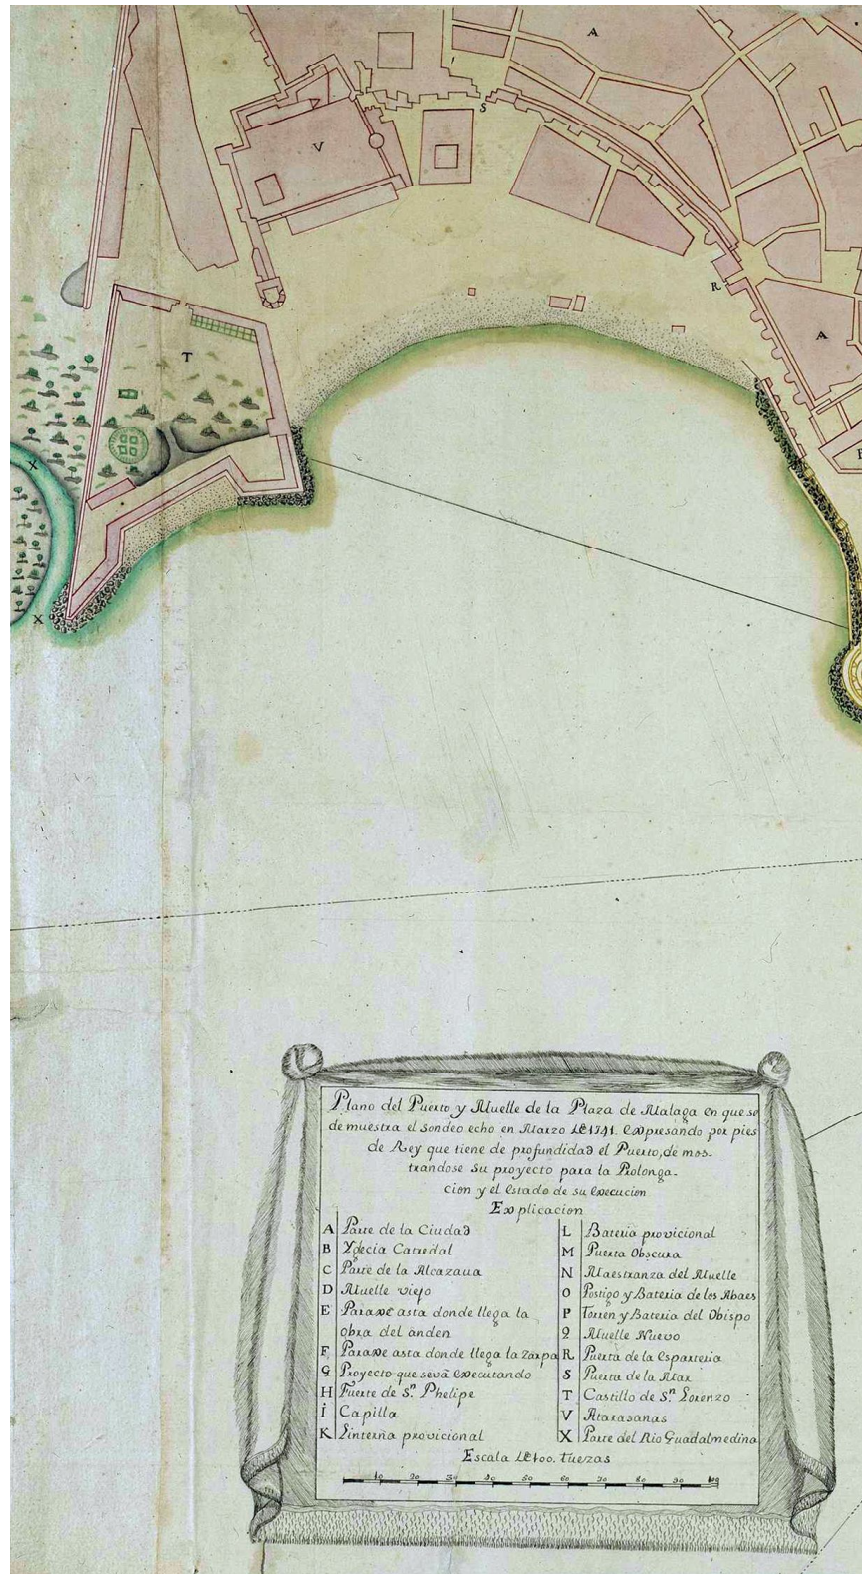 A
S
V
R
A
T
X
X
Plano del Puerto y Muelle de la Plaza de Malaga en que se
de muestra el sondeo echo en Marzo de 1741. expresando por pies
de Rey que tiene de profundidad el Puerto, de mos-
trandose su proyecto para la Prolonga-
cion y el estado de su execucion
Explicacion
A Parte de la Ciudad
B Yglecia Catredal
C Parte de la Alcazaua
D Muelle viejo
E Paraxe asta donde llega la
obra del anden
F Paraxe asta donde llega la Zarpa
G Proyecto que se vâ executando
H Fuerte de Sn. Phelipe
I Capilla
K Linterna provicional
L Bateria provicional
M Puerta Obscura
N Maestranza del Muelle
O Postigo y Bateria de los Abaes
P Torren y Bateria del Obispo
Q Muelle Nuevo
R Puerta de la Esparteria
S Puerta de la Mar
T Castillo de Sn. Lorenzo
V Atarasanas
X Parte del Rio Guadalmedina
Escala de 100. tuezas
10 20 30 40 50 60 70 80 90 100